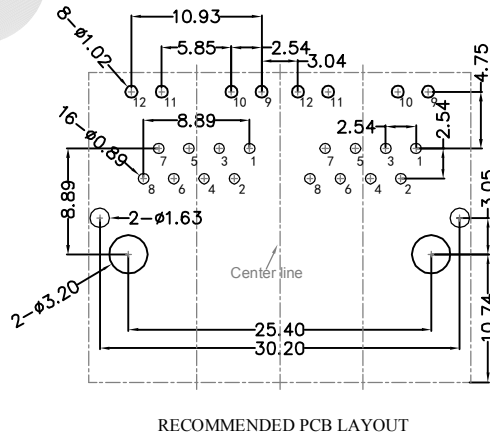 10.93
8-ø1.02
5.85
2.54
3.04
4.75
12 11 10 9 12 11 10 9
16-ø0.89
8.89
2.54
2.54
7 5 3 1 7 5 3 1
8 6 4 2 8 6 4 2
8.89
2-ø1.63
3.05
Center line
2-ø3.20
25.40
10.74
30.20
RECOMMENDED PCB LAYOUT